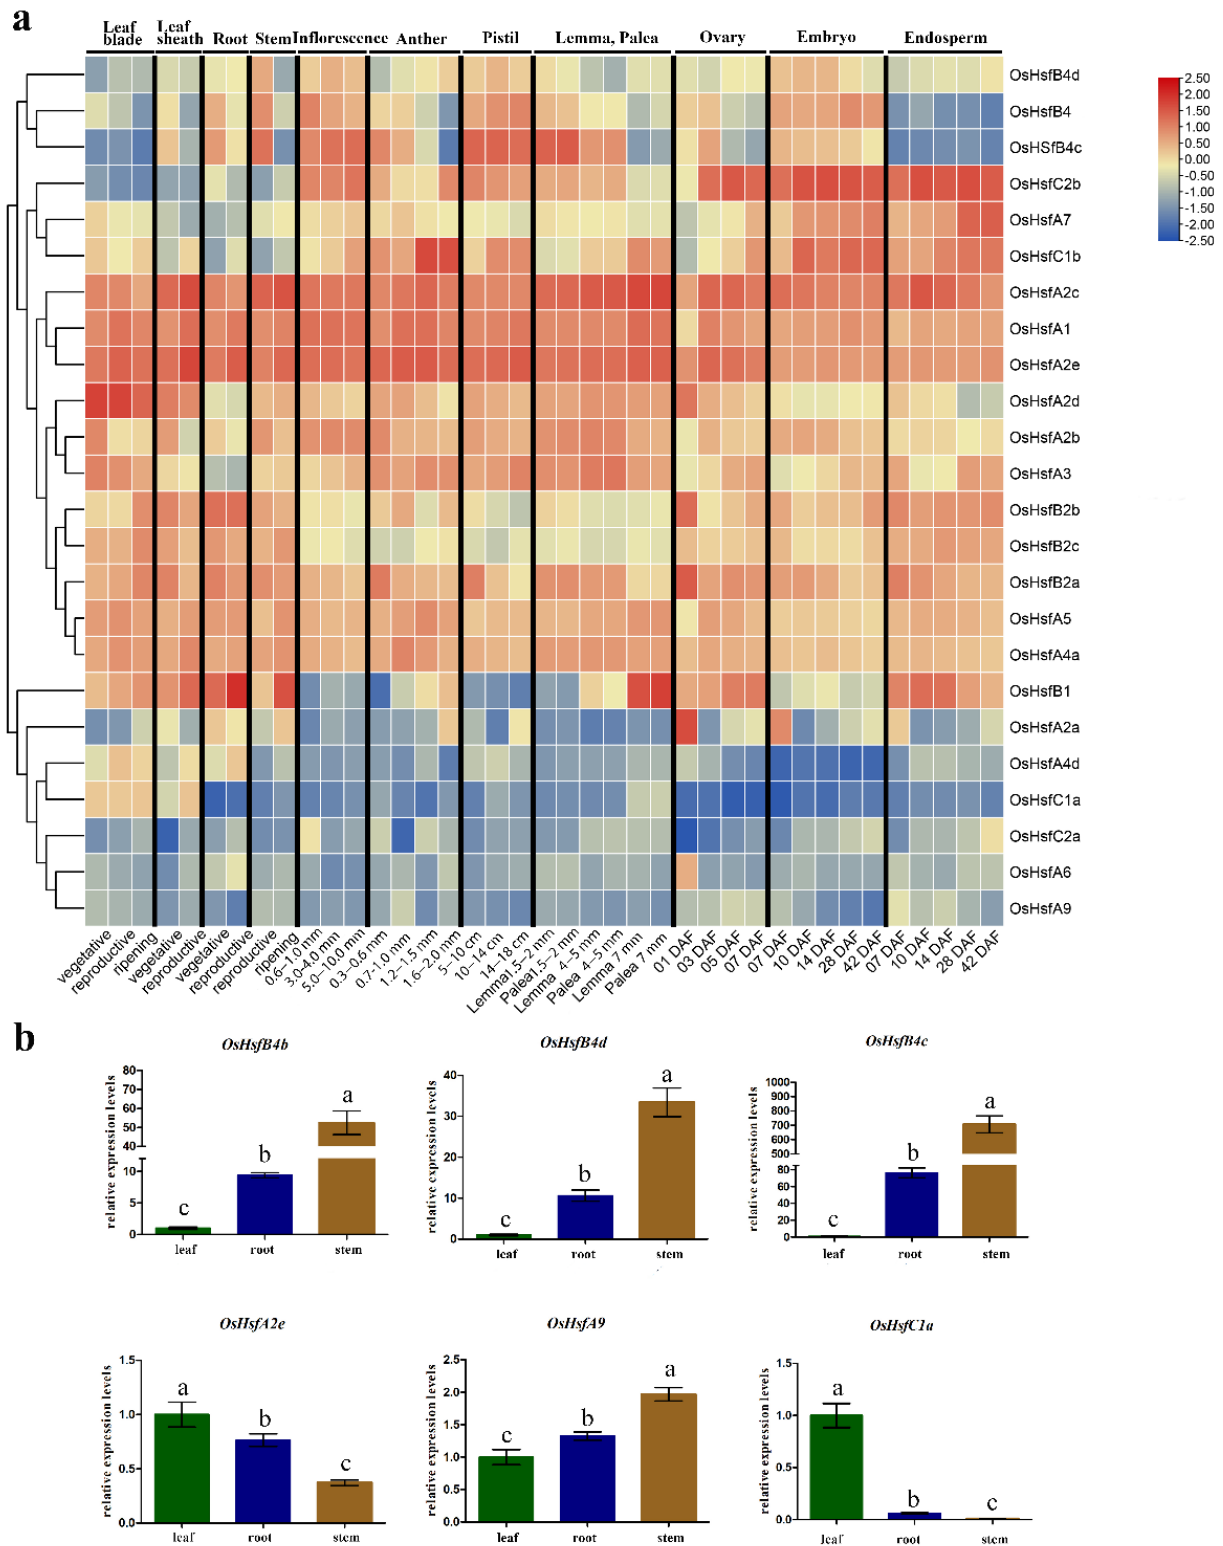 a
Leaf blade
Leaf sheath
Root
Stem
Inflorescence
Anther
Pistil
Lemma, Palea
Ovary
Embryo
Endosperm
OsHsfB4d
OsHsfB4
OsHSfB4c
OsHsfC2b
OsHsfA7
OsHsfC1b
OsHsfA2c
OsHsfA1
OsHsfA2e
OsHsfA2d
OsHsfA2b
OsHsfA3
OsHsfB2b
OsHsfB2c
OsHsfB2a
OsHsfA5
OsHsfA4a
OsHsfB1
OsHsfA2a
OsHsfA4d
OsHsfC1a
OsHsfC2a
OsHsfA6
OsHsfA9
2.50
2.00
1.50
1.00
0.50
0.00
-0.50
-1.00
-1.50
-2.00
-2.50
vegetative
reproductive
ripening
vegetative
reproductive
vegetative
reproductive
reproductive
ripening
0.6-1.0 mm
3.0-4.0 mm
5.0-10.0 mm
0.3-0.6 mm
0.7-1.0 mm
1.2-1.5 mm
1.6-2.0 mm
5-10 cm
10-14 cm
14-18 cm
Lemma1.5-2 mm
Palea1.5-2 mm
Lemma 4-5 mm
Palea 4-5 mm
Lemma 7 mm
Palea 7 mm
01 DAF
03 DAF
05 DAF
07 DAF
07 DAF
10 DAF
14 DAF
28 DAF
42 DAF
07 DAF
10 DAF
14 DAF
28 DAF
42 DAF
b
OsHsfB4b
relative expression levels
80
70
60
50
40
10
5
0
c
b
a
leaf
root
stem
OsHsfB4d
relative expression levels
40
30
20
10
0
c
b
a
leaf
root
stem
OsHsfB4c
relative expression levels
1000
900
800
700
600
500
80
60
40
20
0
c
b
a
leaf
root
stem
OsHsfA2e
relative expression levels
1.5
1.0
0.5
0.0
a
b
c
leaf
root
stem
OsHsfA9
relative expression levels
2.5
2.0
1.5
1.0
0.5
0.0
c
b
a
leaf
root
stem
OsHsfC1a
relative expression levels
1.5
1.0
0.5
0.0
a
b
c
leaf
root
stem